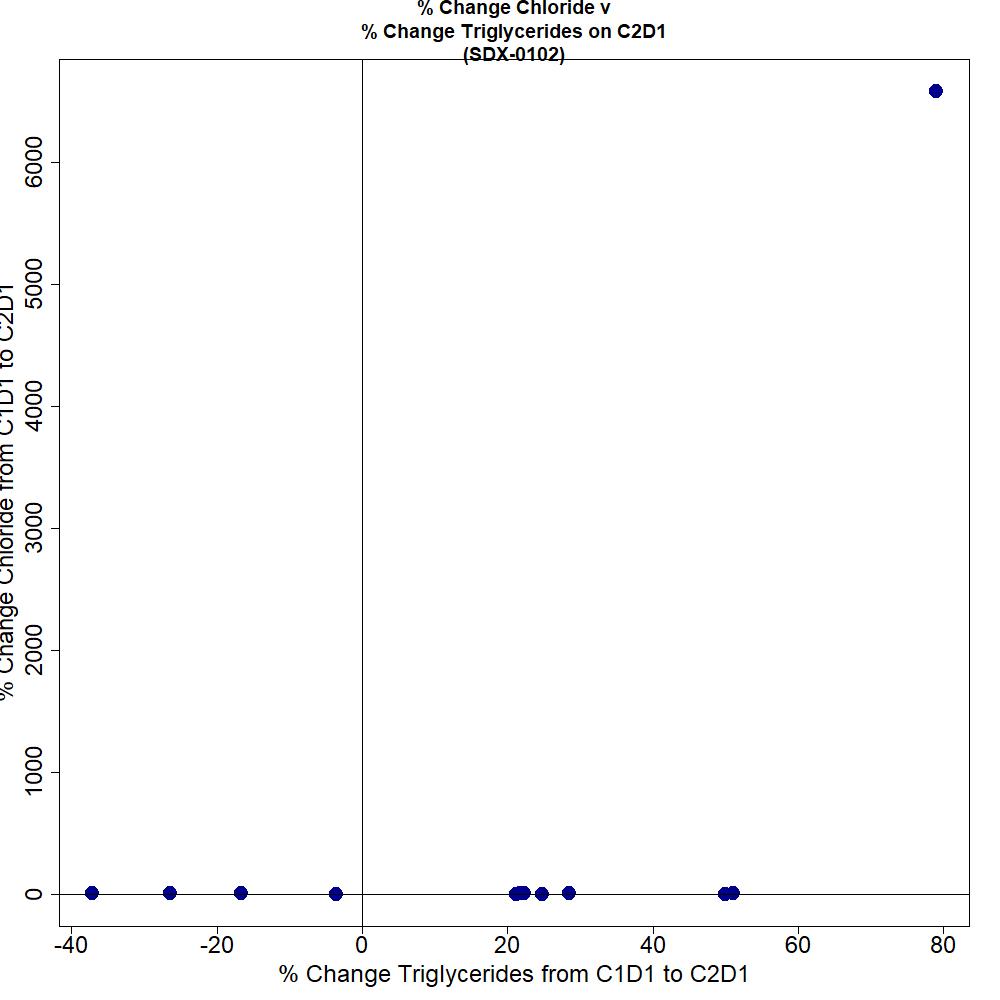 % Change Chloride v
% Change Triglycerides on C2D1
(SDX-0102)
% Change Chloride from C1D1 to C2D1
6000
5000
4000
3000
2000
1000
0
-40
-20
0
20
40
60
80
% Change Triglycerides from C1D1 to C2D1